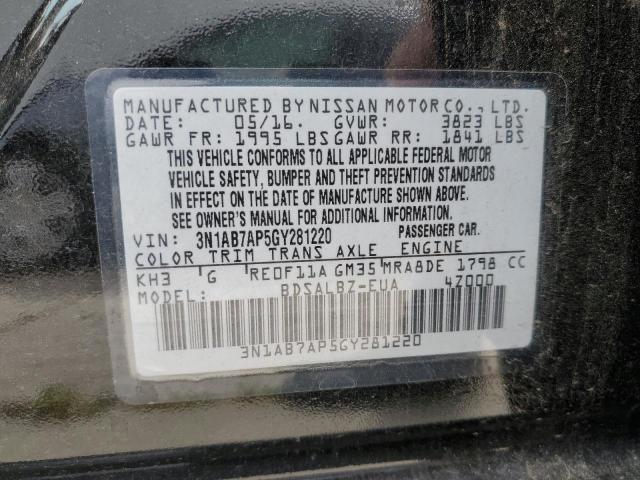 MANUFACTURED BY NISSAN MOTOR CO., LTD.
DATE: 05/16. GVWR: 3823 LBS
GAWR FR: 1995 LBS GAWR RR: 1841 LBS
THIS VEHICLE CONFORMS TO ALL APPLICABLE FEDERAL MOTOR
VEHICLE SAFETY, BUMPER AND THEFT PREVENTION STANDARDS
IN EFFECT ON THE DATE OF MANUFACTURE SHOWN ABOVE.
SEE OWNER'S MANUAL FOR ADDITIONAL INFORMATION.
VIN: 3N1AB7AP5GY281220 PASSENGER CAR.
COLOR TRIM TRANS AXLE ENGINE
KH3 G RE0F11A GM35 MRA8DE 1798 CC
MODEL: BDSALBZ-EUA 4Z000
3N1AB7AP5GY281220